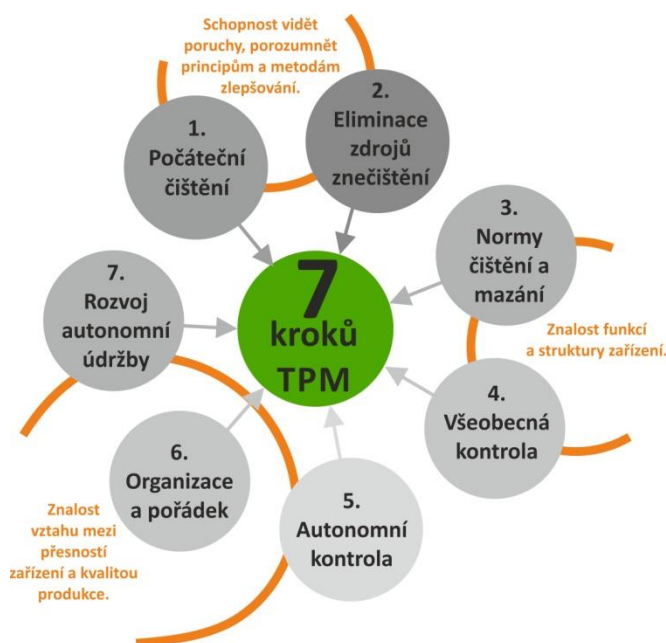 Schopnost vidět
poruchy, porozumnět
principům a metodám
zlepšování.
1.
Počáteční
čištění
2.
Eliminace
zdrojů
znečištění
3.
Normy
čištění a
mazání
Znalost funkcí
a struktury zařízení.
4.
Všeobecná
kontrola
5.
Autonomní
kontrola
6.
Organizace
a pořádek
Znalost
vztahu mezi
přesností
zařízení a kvalitou
produkce.
7.
Rozvoj
autonomní
údržby
7
kroků
TPM